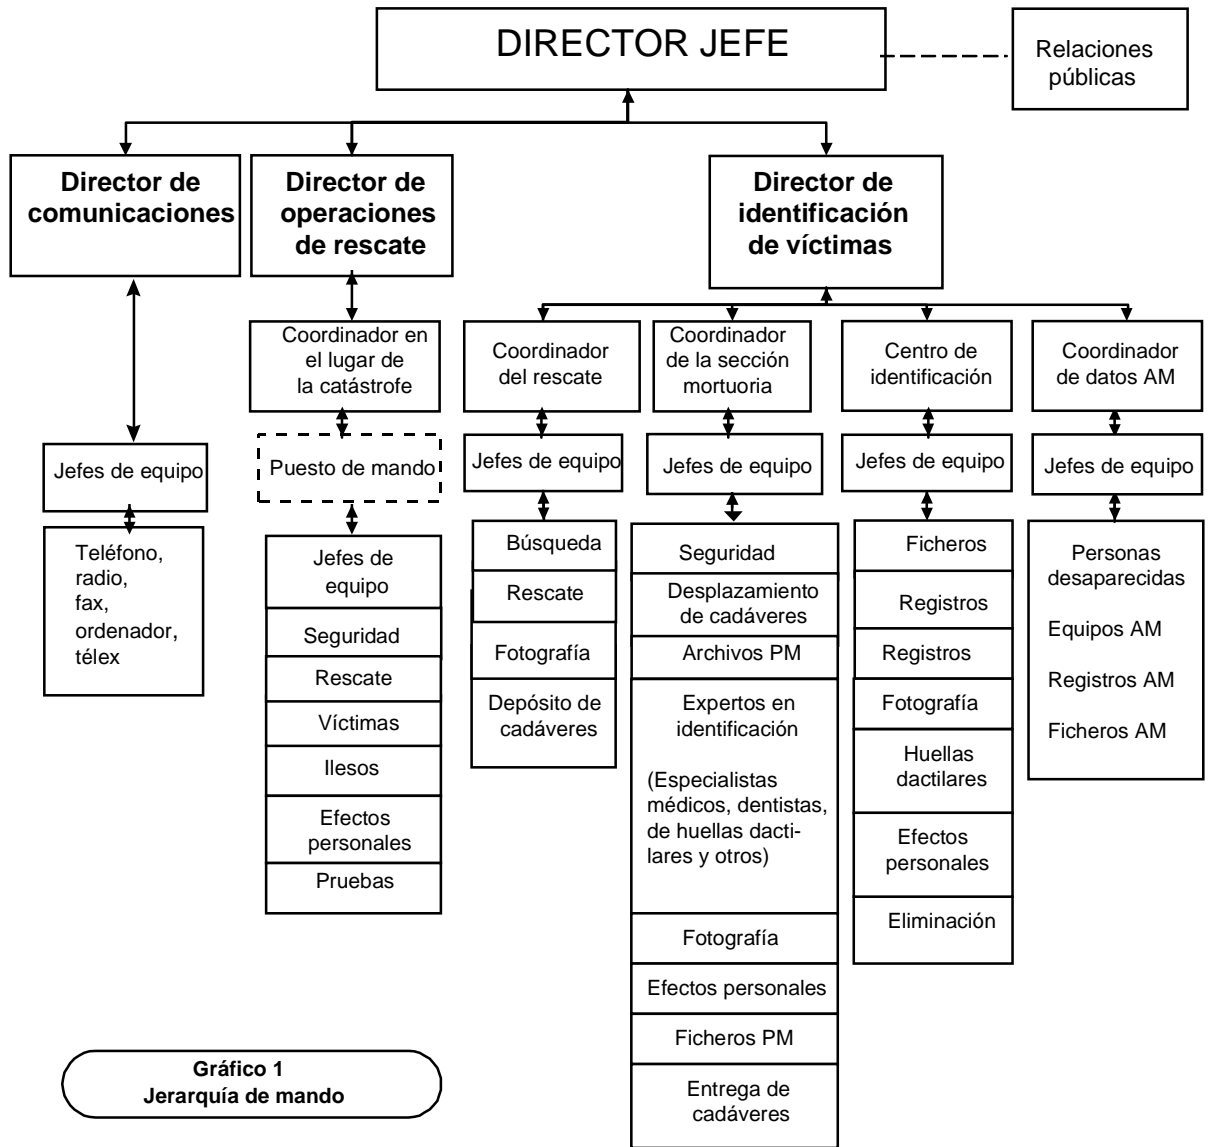 DIRECTOR JEFE
Relaciones
públicas
Director de
comunicaciones
Director de
operaciones
de rescate
Director de
identificación
de víctimas
Coordinador en
el lugar de
la catástrofe
Coordinador
del rescate
Coordinador
de la sección
mortuoria
Centro de
identificación
Coordinador
de datos AM
Jefes de equipo
Puesto de mando
Jefes de equipo
Jefes de equipo
Jefes de equipo
Jefes de equipo
Teléfono,
radio,
fax,
ordenador,
télex
Jefes de
equipo
Seguridad
Rescate
Víctimas
Ilesos
Efectos
personales
Pruebas
Búsqueda
Rescate
Fotografía
Depósito de
cadáveres
Seguridad
Desplazamiento
de cadáveres
Archivos PM
Expertos en
identificación
(Especialistas
médicos, dentistas,
de huellas dacti-
lares y otros)
Fotografía
Efectos personales
Ficheros PM
Entrega de
cadáveres
Ficheros
Registros
Registros
Fotografía
Huellas
dactilares
Efectos
personales
Eliminación
Personas
desaparecidas
Equipos AM
Registros AM
Ficheros AM
Gráfico 1
Jerarquía de mando